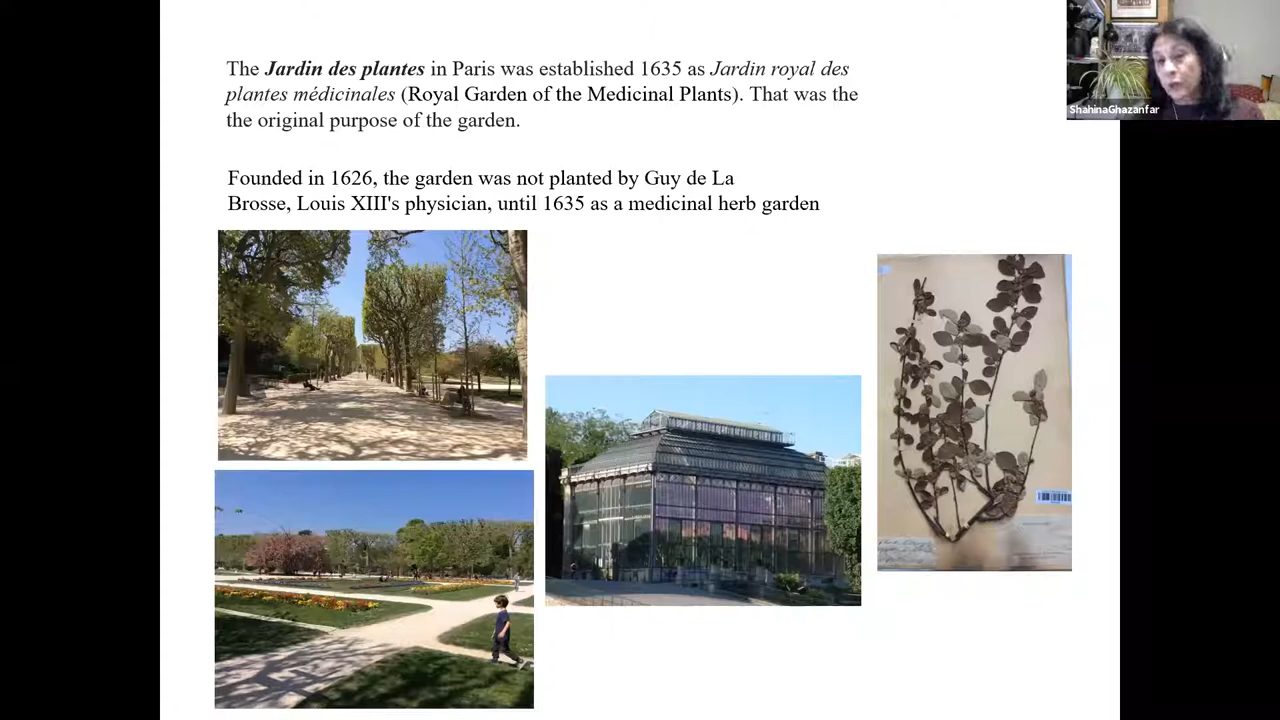 The Jardin des plantes in Paris was established 1635 as Jardin royal des
plantes médicinales (Royal Garden of the Medicinal Plants). That was the
the original purpose of the garden.
Founded in 1626, the garden was not planted by Guy de La
Brosse, Louis XIII's physician, until 1635 as a medicinal herb garden
ShahinaGhazanfar